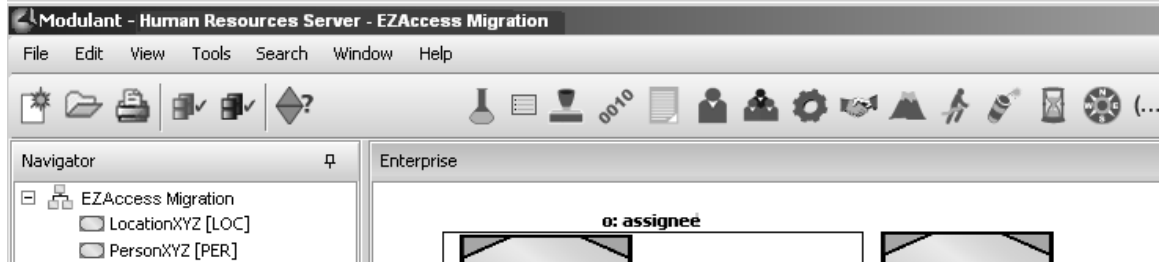 Modulant - Human Resources Server - EZAccess Migration
File Edit View Tools Search Window Help
? 0010 N E S (...
Navigator Enterprise
EZAccess Migration
LocationXYZ [LOC]
o: assignee
PersonXYZ [PER]